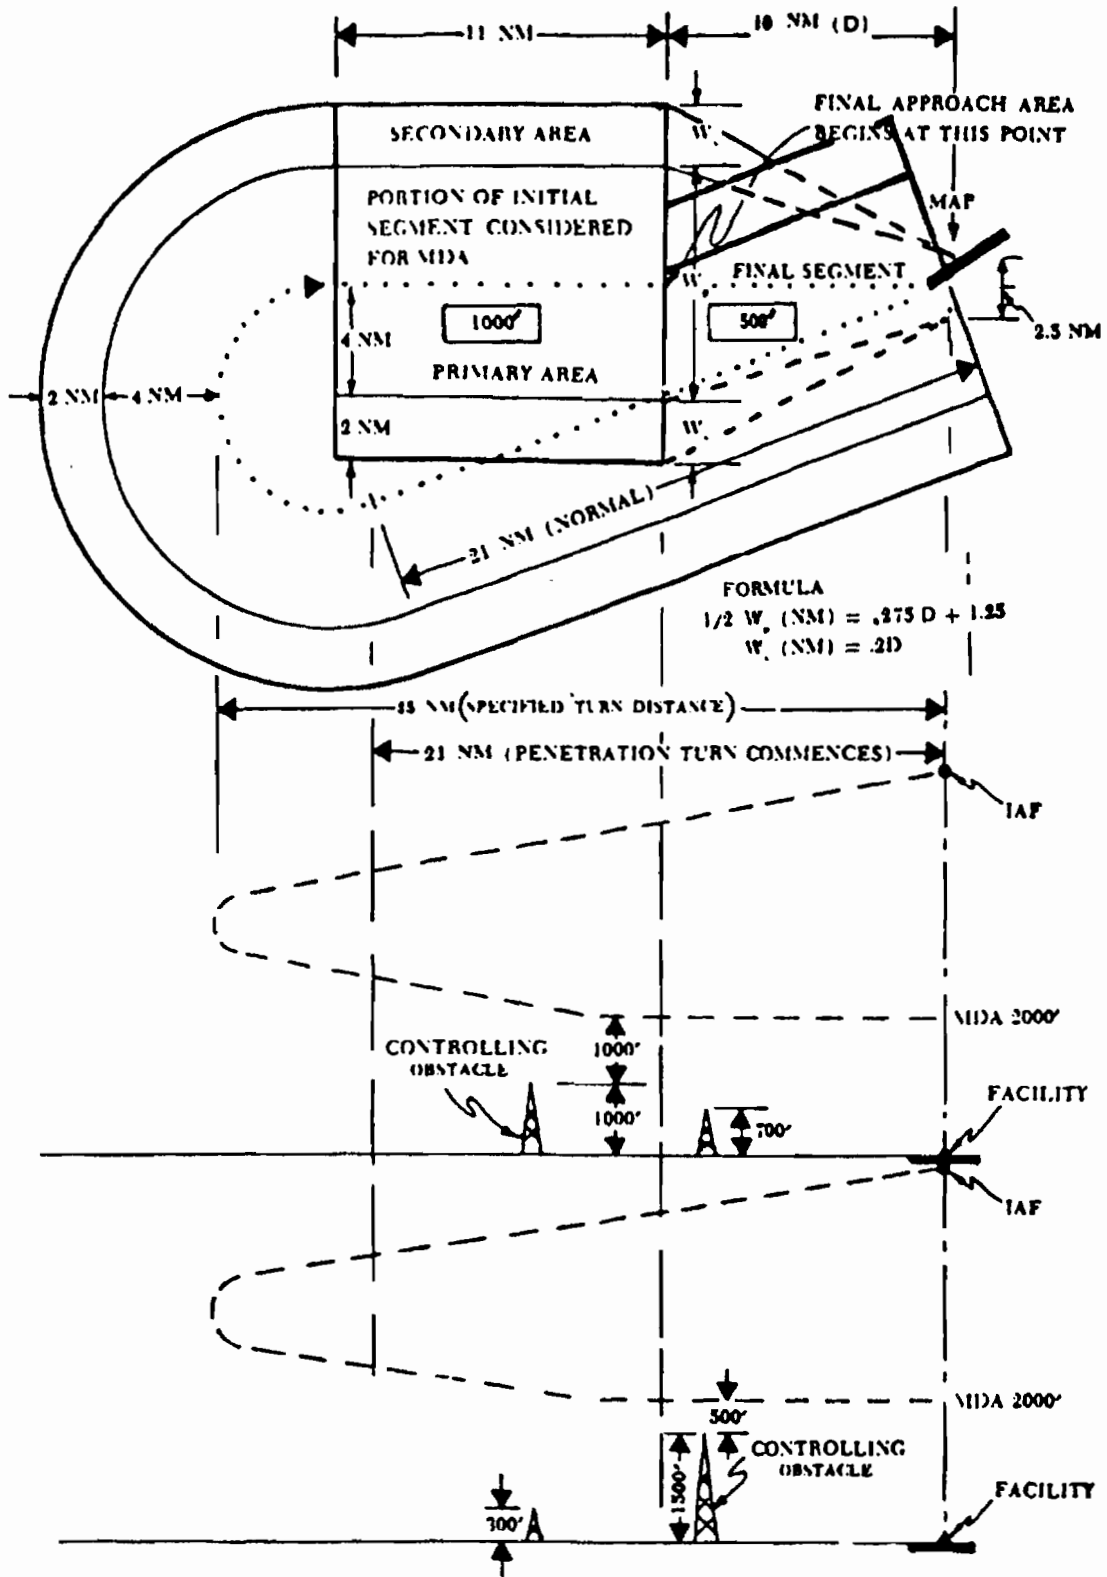 11 NM
10 NM (D)
FINAL APPROACH AREA
BEGINS AT THIS POINT
SECONDARY AREA
W
PORTION OF INITIAL
SEGMENT CONSIDERED
FOR MDA
MAP
W
FINAL SEGMENT
1000'
500'
4 NM
2.5 NM
PRIMARY AREA
2 NM
4 NM
2 NM
W
21 NM (NORMAL)
FORMULA
1/2 W (NM) = .275 D + 1.25
W (NM) = .2D
NM (SPECIFIED TURN DISTANCE)
21 NM (PENETRATION TURN COMMENCES)
IAF
MDA 2000'
CONTROLLING
OBSTACLE
1000'
1000'
700'
FACILITY
IAF
MDA 2000'
500'
CONTROLLING
OBSTACLE
1500'
300'
FACILITY